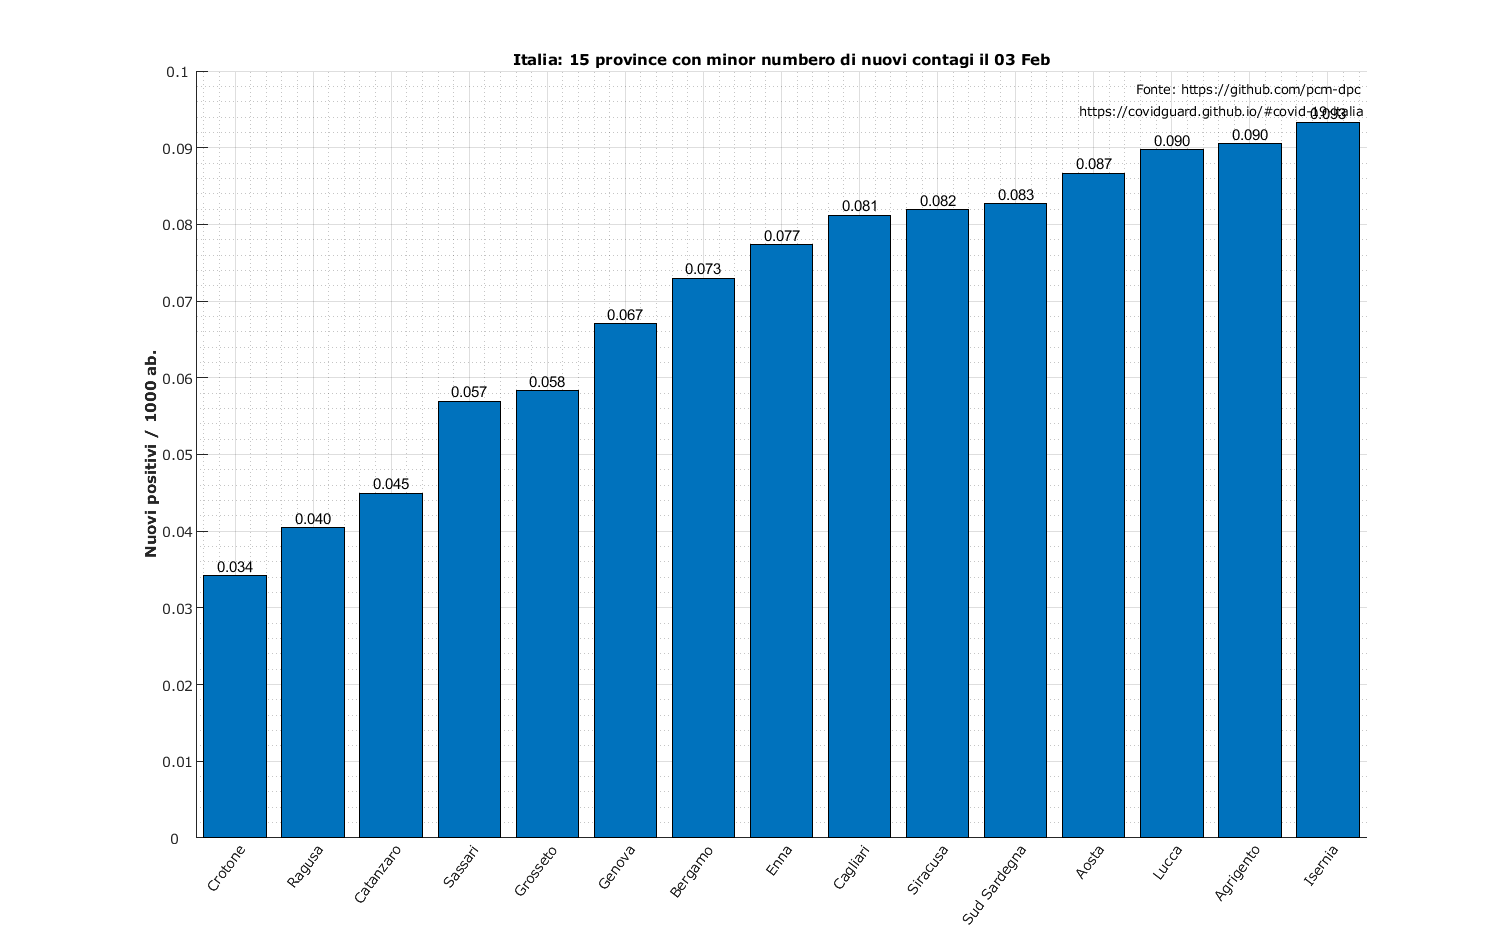 Italia: 15 province con minor numbero di nuovi contagi il 03 Feb
Fonte: https://github.com/pcm-dpc
https://covidguard.github.io/#covid-19-italia
Nuovi positivi / 1000 ab.
0.1
0.09
0.08
0.07
0.06
0.05
0.04
0.03
0.02
0.01
0
0.034
0.040
0.045
0.057
0.058
0.067
0.073
0.077
0.081
0.082
0.083
0.087
0.090
0.090
0.093
Crotone
Ragusa
Catanzaro
Sassari
Grosseto
Genova
Bergamo
Enna
Cagliari
Siracusa
Sud Sardegna
Aosta
Lucca
Agrigento
Isernia